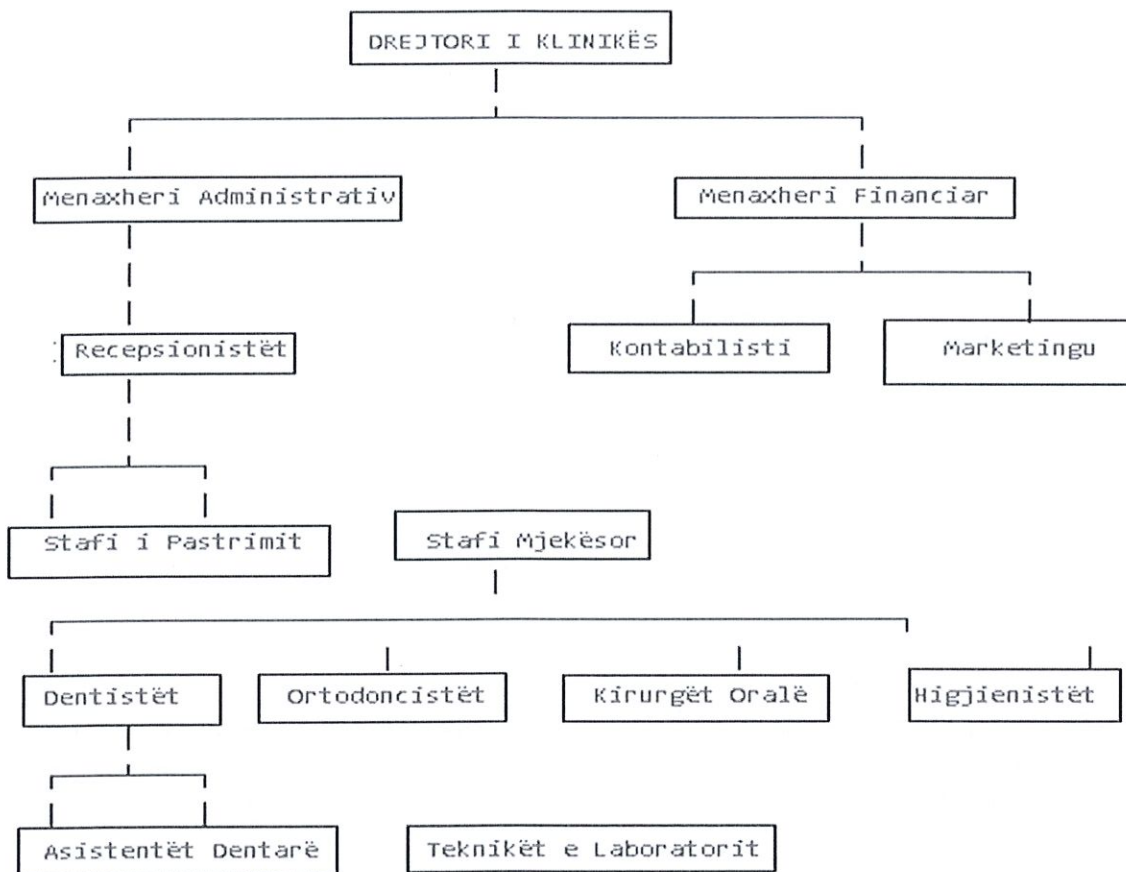 DREJTORI I KLINIKËS
Menaxheri Administrativ
Menaxheri Financiar
Recepsionistët
Kontabilisti
Marketingu
Stafi i Pastrimit
Stafi Mjekësor
Dentistët
Ortodoncistët
Kirurgët Oralë
Higjienistët
Asistentët Dentarë
Teknikët e Laboratorit